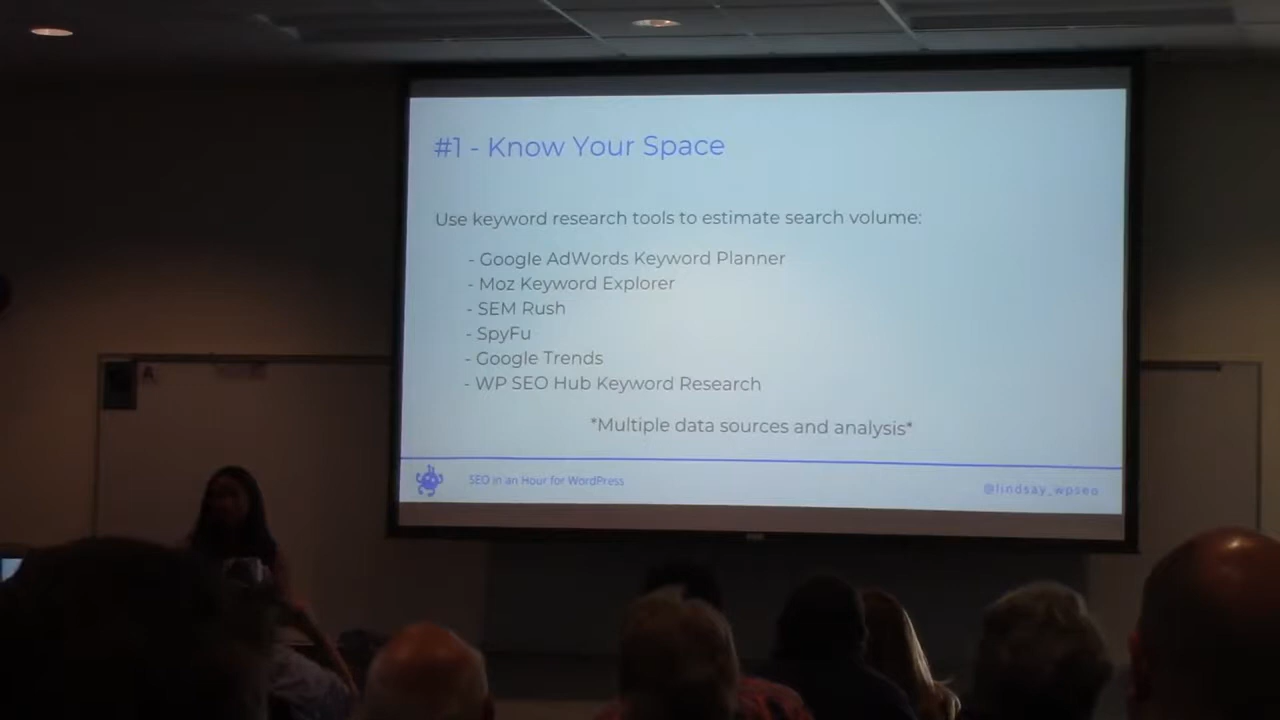 #1 - Know Your Space
Use keyword research tools to estimate search volume:
- Google AdWords Keyword Planner
- Moz Keyword Explorer
- SEM Rush
- SpyFu
- Google Trends
- WP SEO Hub Keyword Research
*Multiple data sources and analysis*
SEO in an Hour for WordPress
@lindsay_wpseo